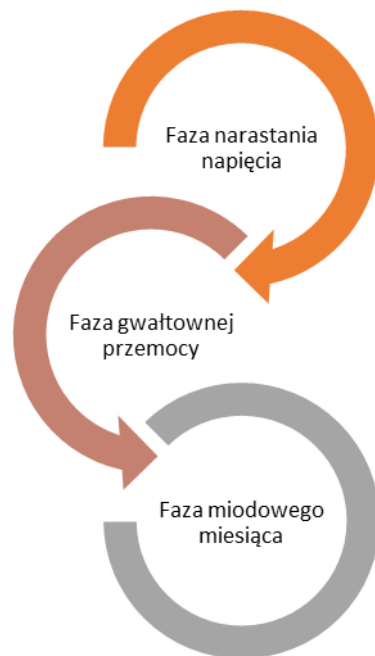 Faza narastania
napięcia
Faza gwałtownej
przemocy
Faza miodowego
miesiąca